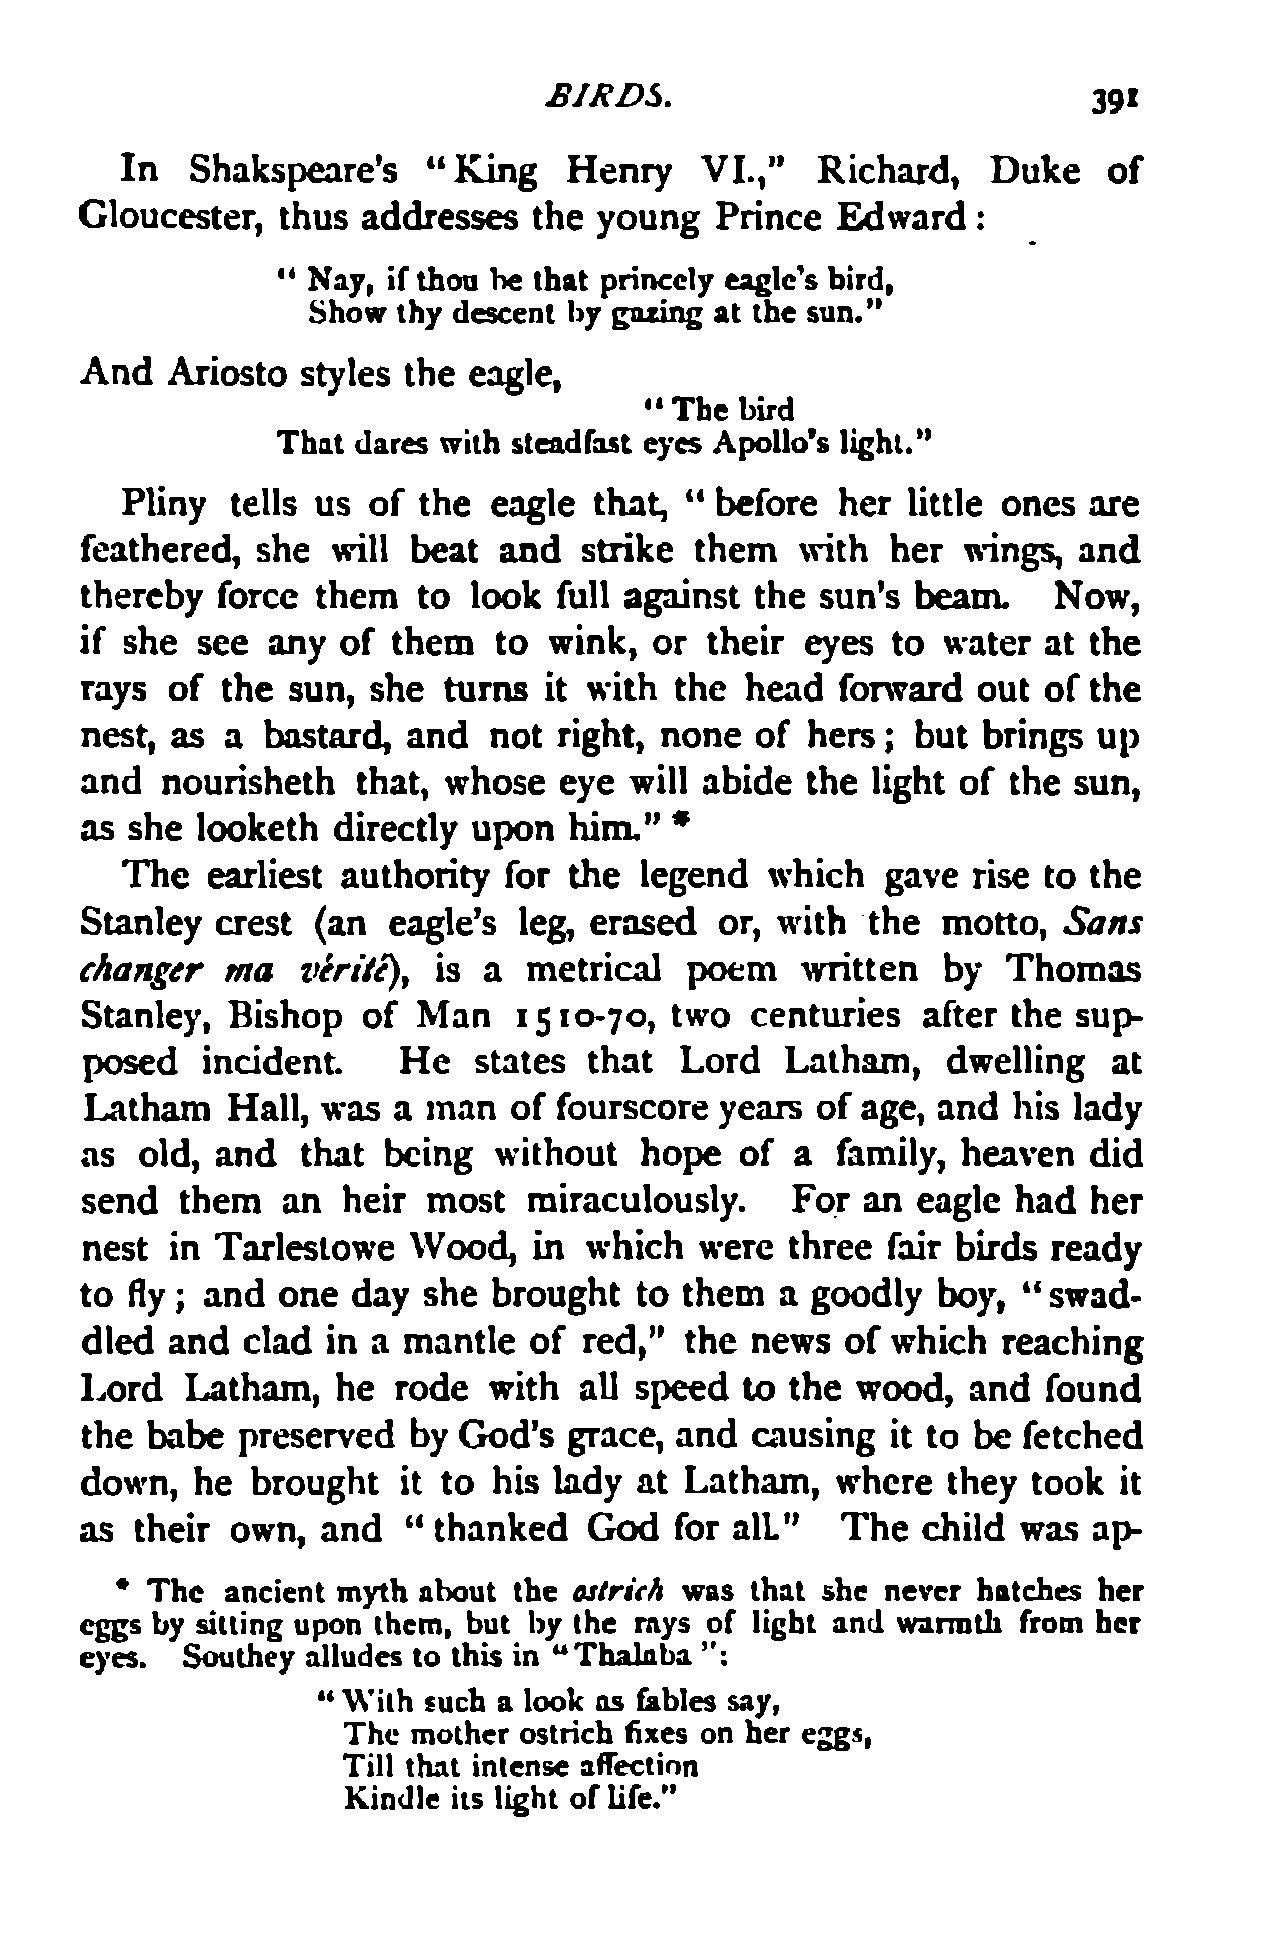 BIRDS. 391
In Shakspeare's "King Henry VI.," Richard, Duke of
Gloucester, thus addresses the young Prince Edward :
" Nay, if thou be that princely eagle's bird,
Show thy descent by gazing at the sun."
And Ariosto styles the eagle,
" The bird
That dares with steadfast eyes Apollo's light."
Pliny tells us of the eagle that, " before her little ones are
feathered, she will beat and strike them with her wings, and
thereby force them to look full against the sun's beam. Now,
if she see any of them to wink, or their eyes to water at the
rays of the sun, she turns it with the head forward out of the
nest, as a bastard, and not right, none of hers ; but brings up
and nourisheth that, whose eye will abide the light of the sun,
as she looketh directly upon him." *
The earliest authority for the legend which gave rise to the
Stanley crest (an eagle's leg, erased or, with the motto, Sans
changer ma vérité), is a metrical poem written by Thomas
Stanley, Bishop of Man 1510-70, two centuries after the sup-
posed incident. He states that Lord Latham, dwelling at
Latham Hall, was a man of fourscore years of age, and his lady
as old, and that being without hope of a family, heaven did
send them an heir most miraculously. For an eagle had her
nest in Tarlestowe Wood, in which were three fair birds ready
to fly ; and one day she brought to them a goodly boy, " swad-
dled and clad in a mantle of red," the news of which reaching
Lord Latham, he rode with all speed to the wood, and found
the babe preserved by God's grace, and causing it to be fetched
down, he brought it to his lady at Latham, where they took it
as their own, and " thanked God for all." The child was ap-
* The ancient myth about the ostrich was that she never hatches her
eggs by sitting upon them, but by the rays of light and warmth from her
eyes. Southey alludes to this in "Thalaba":
" With such a look as fables say,
The mother ostrich fixes on her eggs,
Till that intense affection
Kindle its light of life."